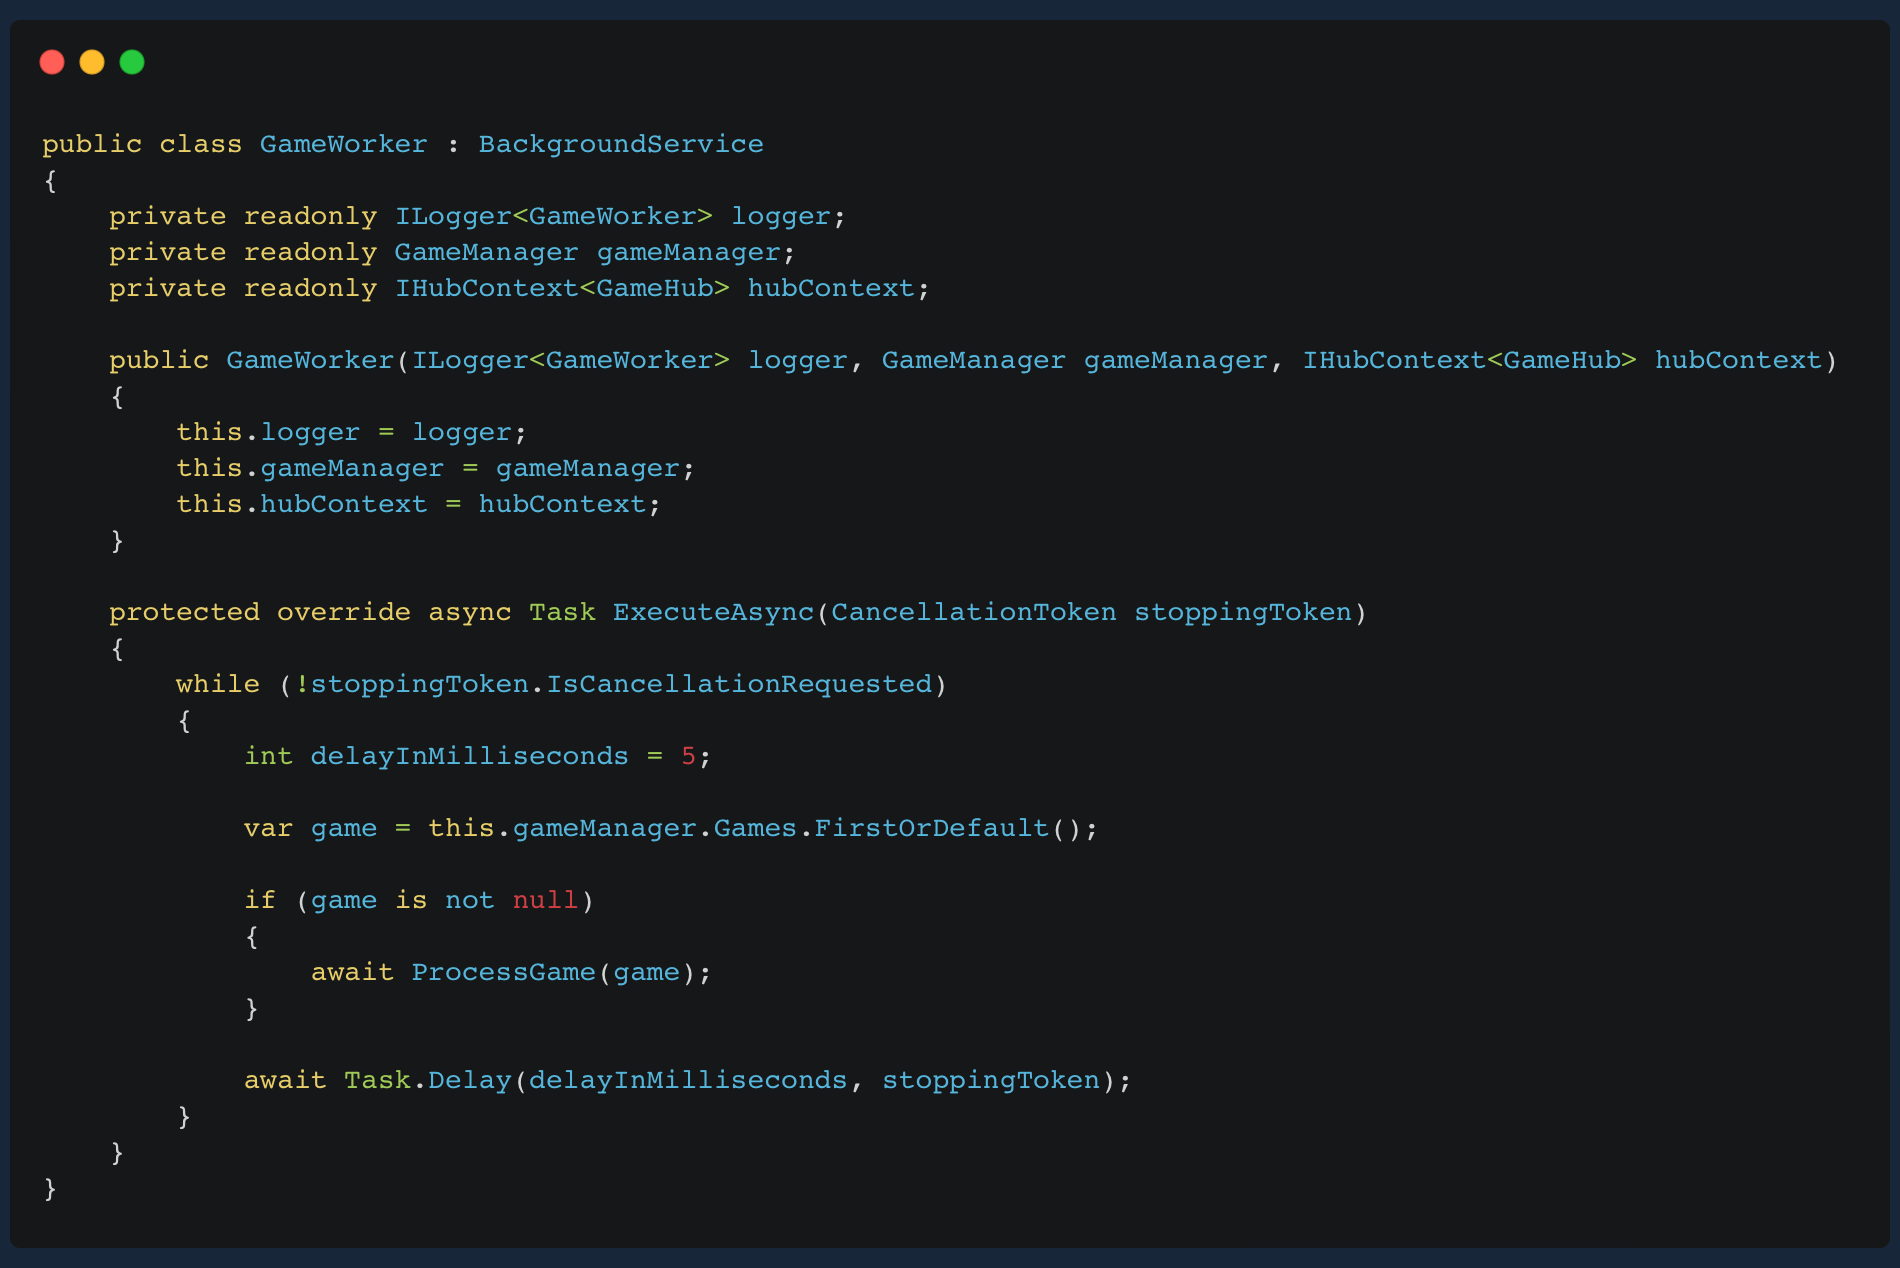 public class GameWorker : BackgroundService
{
    private readonly ILogger<GameWorker> logger;
    private readonly GameManager gameManager;
    private readonly IHubContext<GameHub> hubContext;

    public GameWorker(ILogger<GameWorker> logger, GameManager gameManager, IHubContext<GameHub> hubContext)
    {
        this.logger = logger;
        this.gameManager = gameManager;
        this.hubContext = hubContext;
    }

    protected override async Task ExecuteAsync(CancellationToken stoppingToken)
    {
        while (!stoppingToken.IsCancellationRequested)
        {
            int delayInMilliseconds = 5;

            var game = this.gameManager.Games.FirstOrDefault();

            if (game is not null)
            {
                await ProcessGame(game);
            }

            await Task.Delay(delayInMilliseconds, stoppingToken);
        }
    }
}